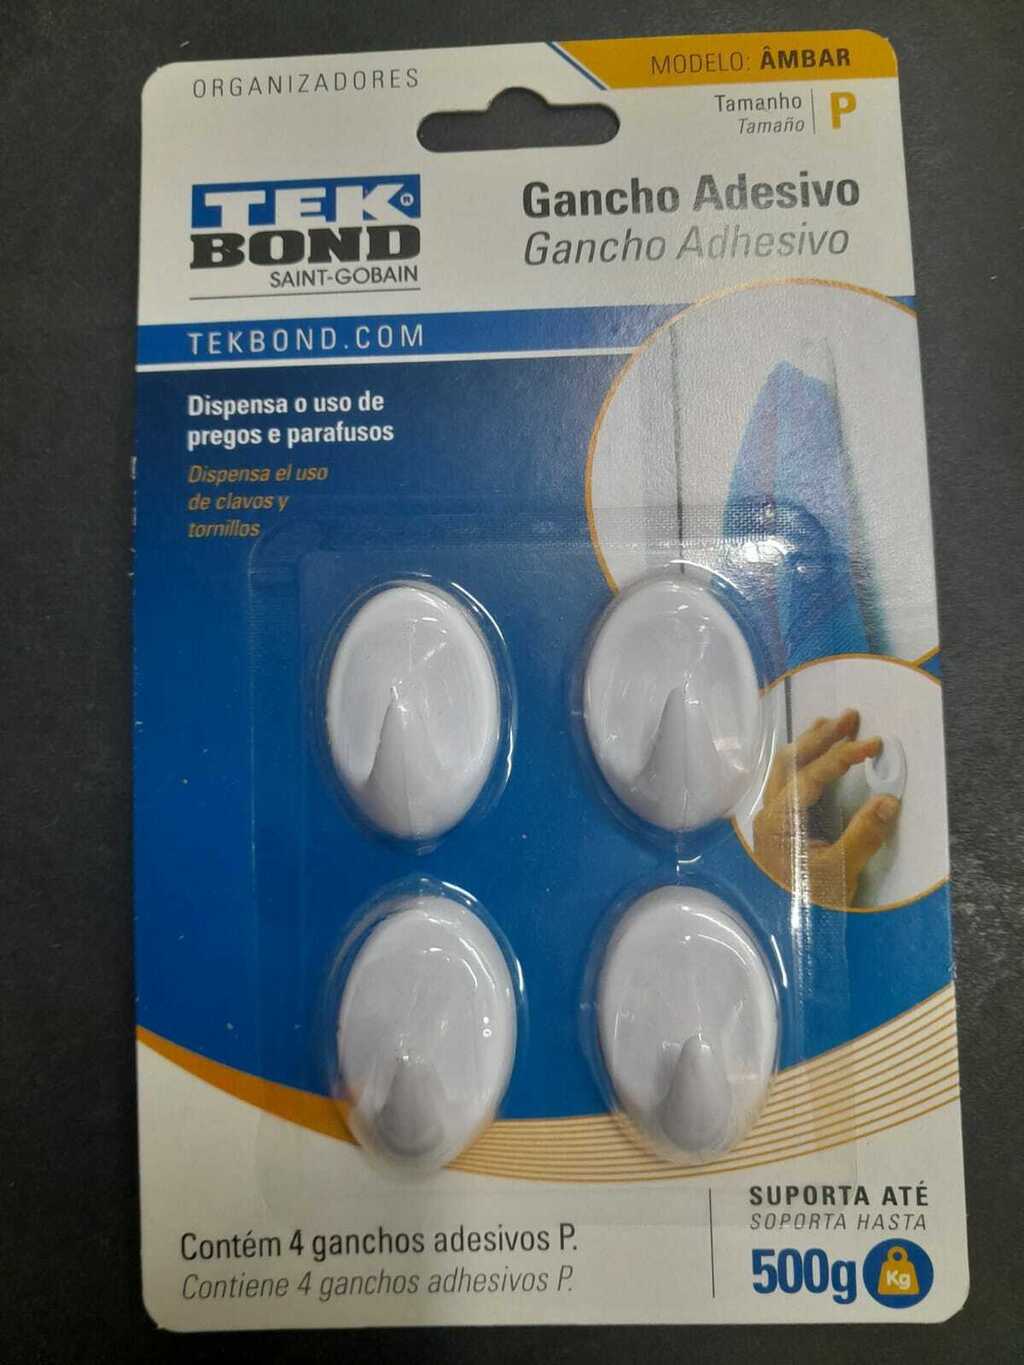 ORGANIZADORES
MODELO: ÂMBAR
Tamanho
Tamaño
P
TEK®
BOND
SAINT-GOBAIN
Gancho Adesivo
Gancho Adhesivo
TEKBOND.COM
Dispensa o uso de
pregos e parafusos
Dispensa el uso
de clavos y
tornillos
Contém 4 ganchos adesivos P.
Contiene 4 ganchos adhesivos P.
SUPORTA ATÉ
SOPORTA HASTA
500g
Kg